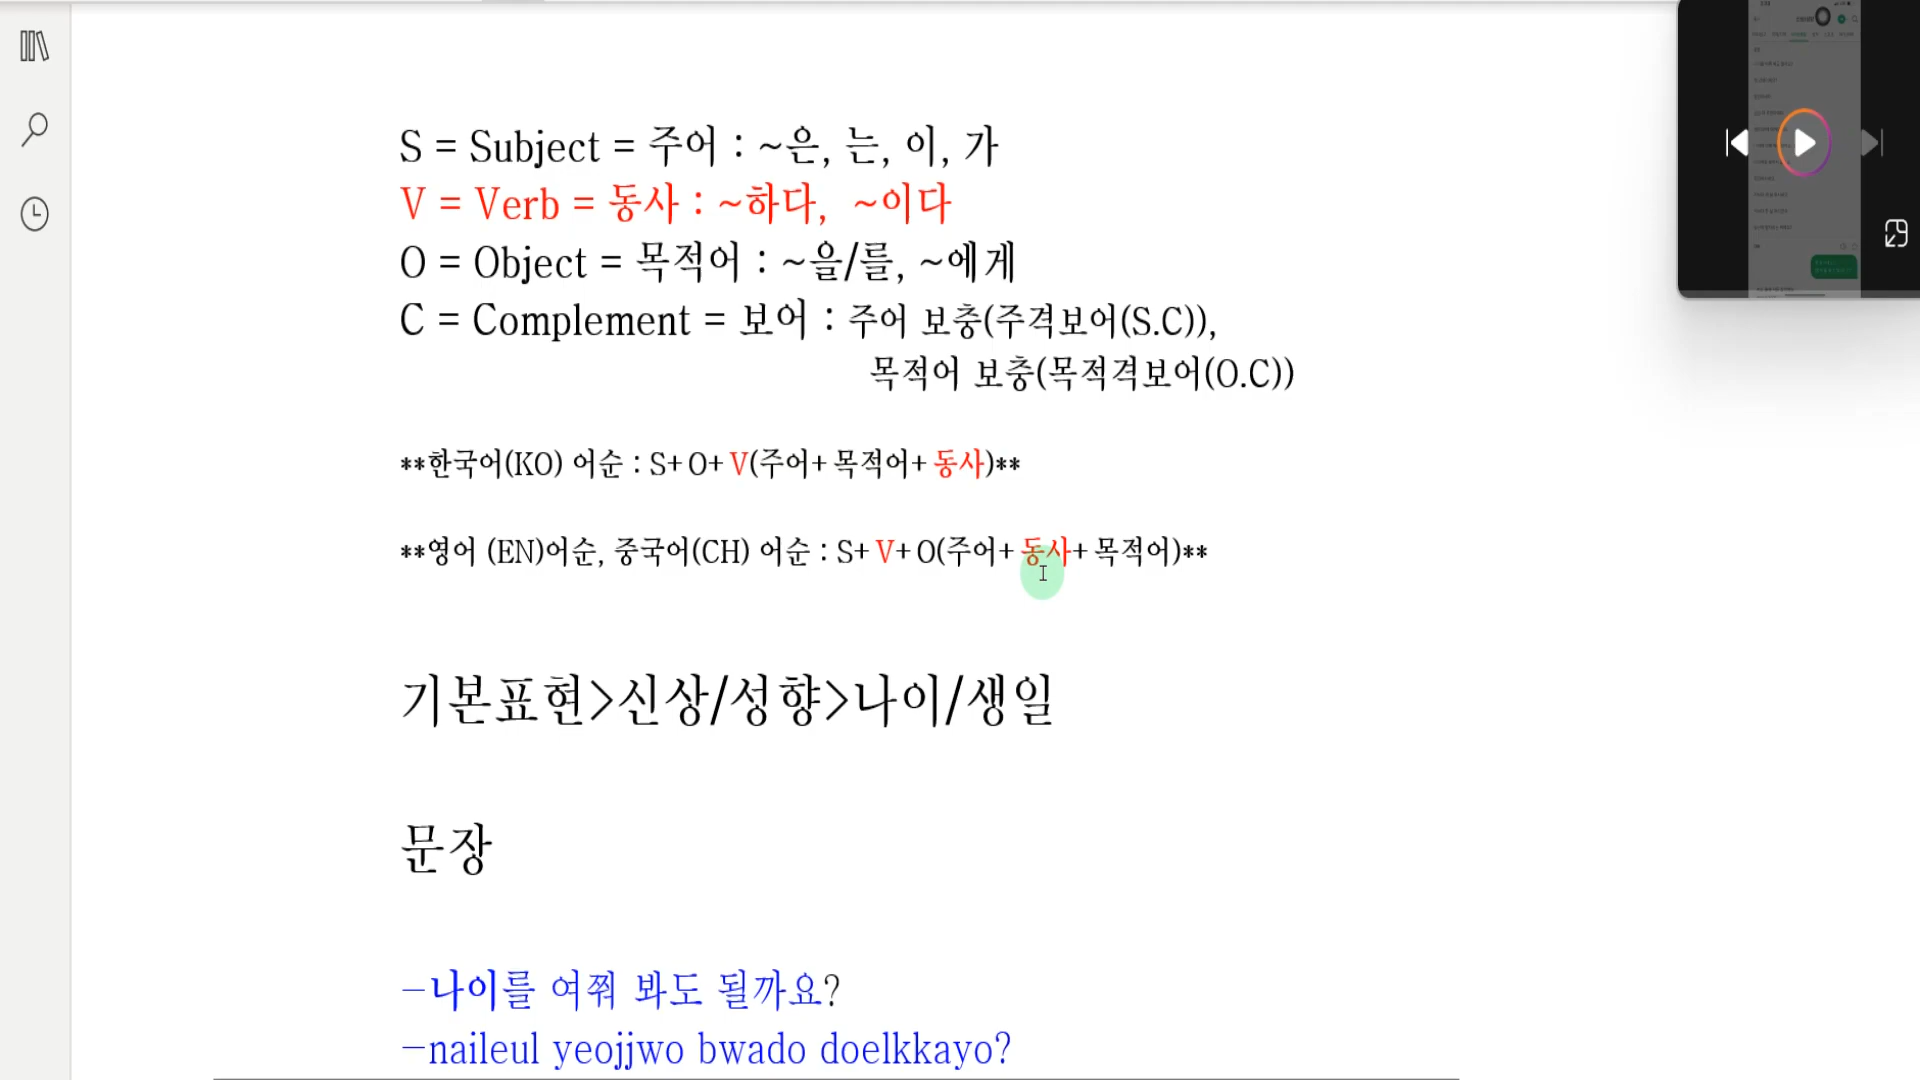 S = Subject = 주어 : ~은, 는, 이, 가
V = Verb = 동사 : ~하다, ~이다
O = Object = 목적어 : ~을/를, ~에게
C = Complement = 보어 : 주어 보충(주격보어(S.C)),
목적어 보충(목적격보어(O.C))
**한국어(KO) 어순 : S+ O+ V(주어+ 목적어+ 동사)**
**영어 (EN)어순, 중국어(CH) 어순 : S+ V+ O(주어+ 동사+ 목적어)**
기본표현>신상/성향>나이/생일
문장
-나이를 여쭤 봐도 될까요?
-naileul yeojjwo bwado doelkkayo?